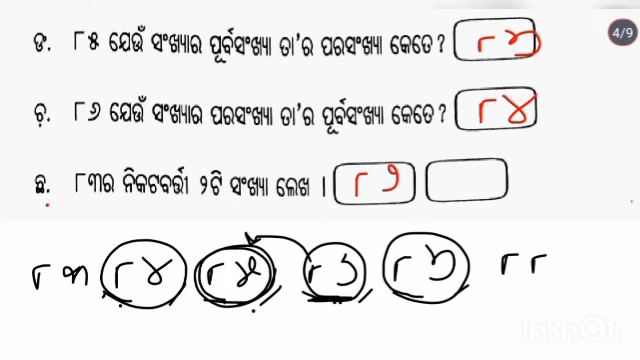 4/9
ଙ. ୮୫ ଯେଉଁ ସଂଖ୍ୟାର ପୂର୍ବସଂଖ୍ୟା ତା'ର ପରସଂଖ୍ୟା କେତେ? ୮୭
ଚ. ୮୬ ଯେଉଁ ସଂଖ୍ୟାର ପରସଂଖ୍ୟା ତା'ର ପୂର୍ବସଂଖ୍ୟା କେତେ? ୮୪
ଛ. ୮୩ର ନିକଟବର୍ତ୍ତୀ ୨ଟି ସଂଖ୍ୟା ଲେଖ । ୮୨
୮୩ ୮୪ ୮୫ ୮୬ ୮୭ ୮୮
InShOt